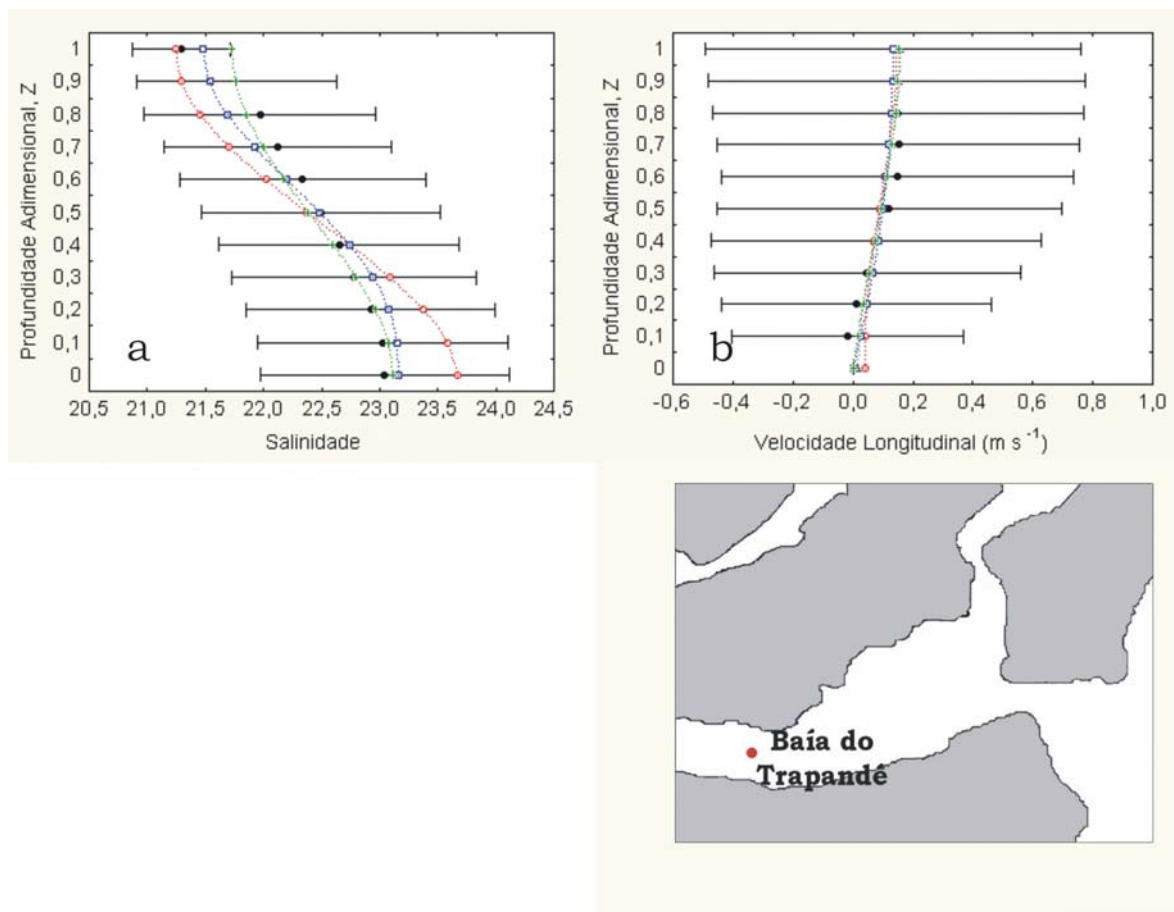 1
0,9
0,8
0,7
0,6
0,5
0,4
0,3
0,2
0,1
0
Profundidade Adimensional, Z
a
20,5 21,0 21,5 22,0 22,5 23,0 23,5 24,0 24,5
Salinidade
1
0,9
0,8
0,7
0,6
0,5
0,4
0,3
0,2
0,1
0
Profundidade Adimensional, Z
b
-0,6 -0,4 -0,2 0,0 0,2 0,4 0,6 0,8 1,0
Velocidade Longitudinal (m s⁻¹)
Baía do
Trapandê